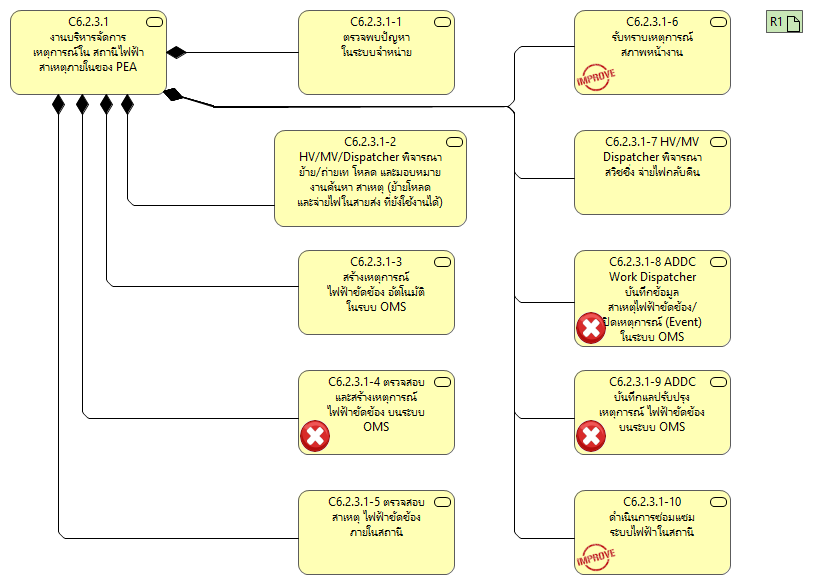 C6.2.3.1
งานบริหารจัดการ
เหตุการณ์ใน สถานีไฟฟ้า
สาเหตุภายในของ PEA
C6.2.3.1-1
ตรวจพบปัญหา
ในระบบจำหน่าย
C6.2.3.1-2
HV/MV/Dispatcher พิจารณา
ย้าย/ถ่ายเท โหลด และมอบหมาย
งานค้นหา สาเหตุ (ย้ายโหลด
และจ่ายไฟในสายส่ง ที่ยังใช้งานได้)
C6.2.3.1-3
สร้างเหตุการณ์
ไฟฟ้าขัดข้อง อัตโนมัติ
ในรบบ OMS
C6.2.3.1-4 ตรวจสอบ
และสร้างเหตุการณ์
ไฟฟ้าขัดข้อง บนระบบ
OMS
C6.2.3.1-5 ตรวจสอบ
สาเหตุ ไฟฟ้าขัดข้อง
ภายในสถานี
C6.2.3.1-6
รับทราบเหตุการณ์
สภาพหน้างาน
IMPROVE
C6.2.3.1-7 HV/MV
Dispatcher พิจารณา
สวิชชิ่ง จ่ายไฟกลับคืน
C6.2.3.1-8 ADDC
Work Dispatcher
บันทึกข้อมูล
สาเหตุไฟฟ้าขัดข้อง/
ปิดเหตุการณ์ (Event)
ในระบบ OMS
C6.2.3.1-9 ADDC
บันทึกแลปรับปรุง
เหตุการณ์ ไฟฟ้าขัดข้อง
บนระบบ OMS
C6.2.3.1-10
ดำเนินการซ่อมแซม
ระบบไฟฟ้าในสถานี
IMPROVE
R1